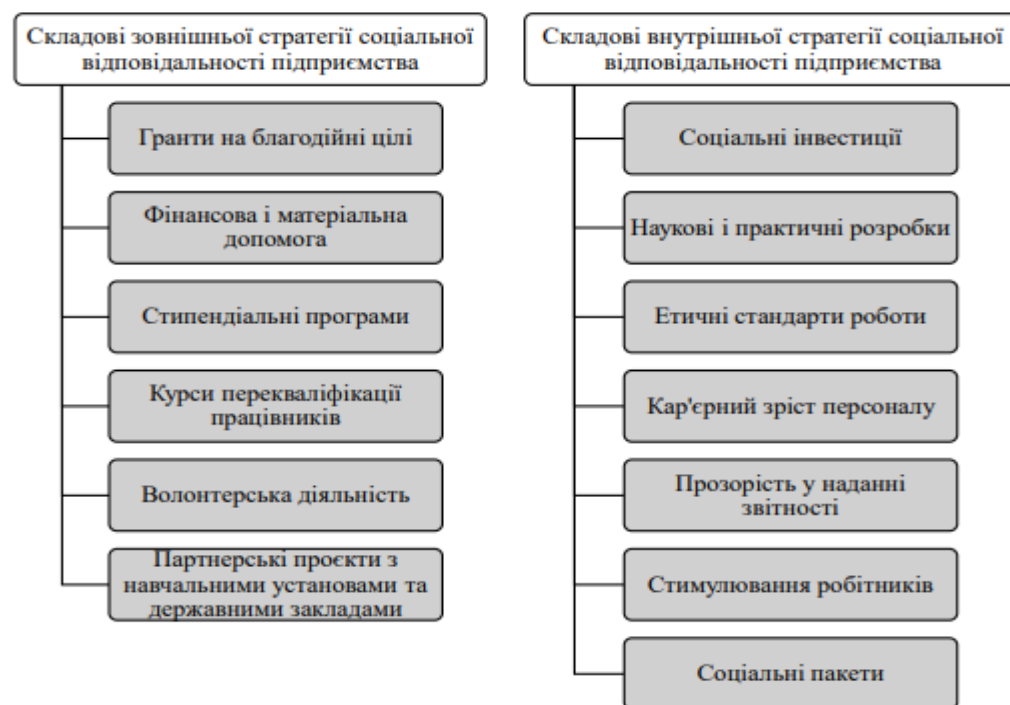 Складові зовнішньої стратегії соціальної
відповідальності підприємства
Гранти на благодійні цілі
Фінансова і матеріальна
допомога
Стипендіальні програми
Курси перекваліфікації
працівників
Волонтерська діяльність
Партнерські проєкти з
навчальними установами та
державними закладами
Складові внутрішньої стратегії соціальної
відповідальності підприємства
Соціальні інвестиції
Наукові і практичні розробки
Етичні стандарти роботи
Кар'єрний зріст персоналу
Прозорість у наданні
звітності
Стимулювання робітників
Соціальні пакети